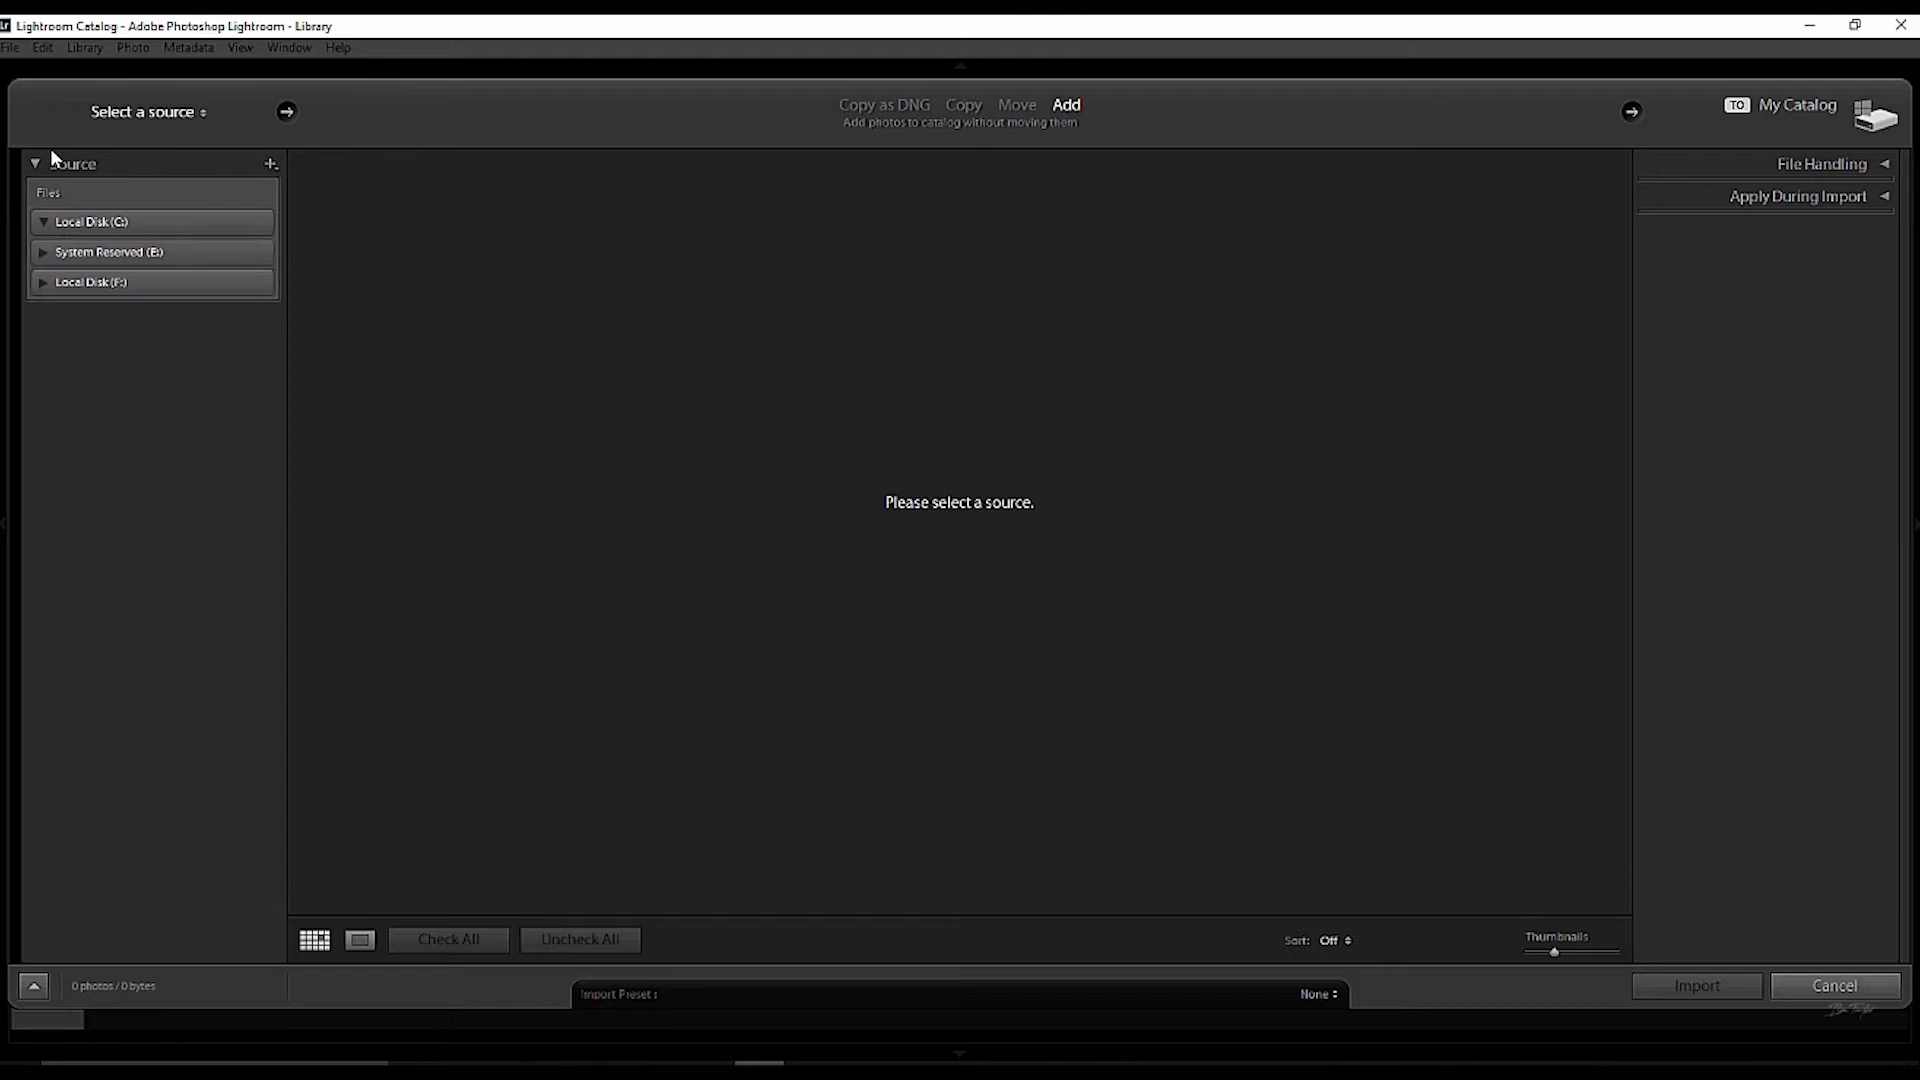 Lr Lightroom Catalog - Adobe Photoshop Lightroom - Library
File Edit Library Photo Metadata View Window Help
Select a source
Copy as DNG Copy Move Add
Add photos to catalog without moving them
TO My Catalog
Source
Files
Local Disk (C:)
System Reserved (E:)
Local Disk (F:)
File Handling
Apply During Import
Please select a source.
Check All Uncheck All
Sort: Off
Thumbnails
0 photos / 0 bytes
Import Preset : None
Import Cancel